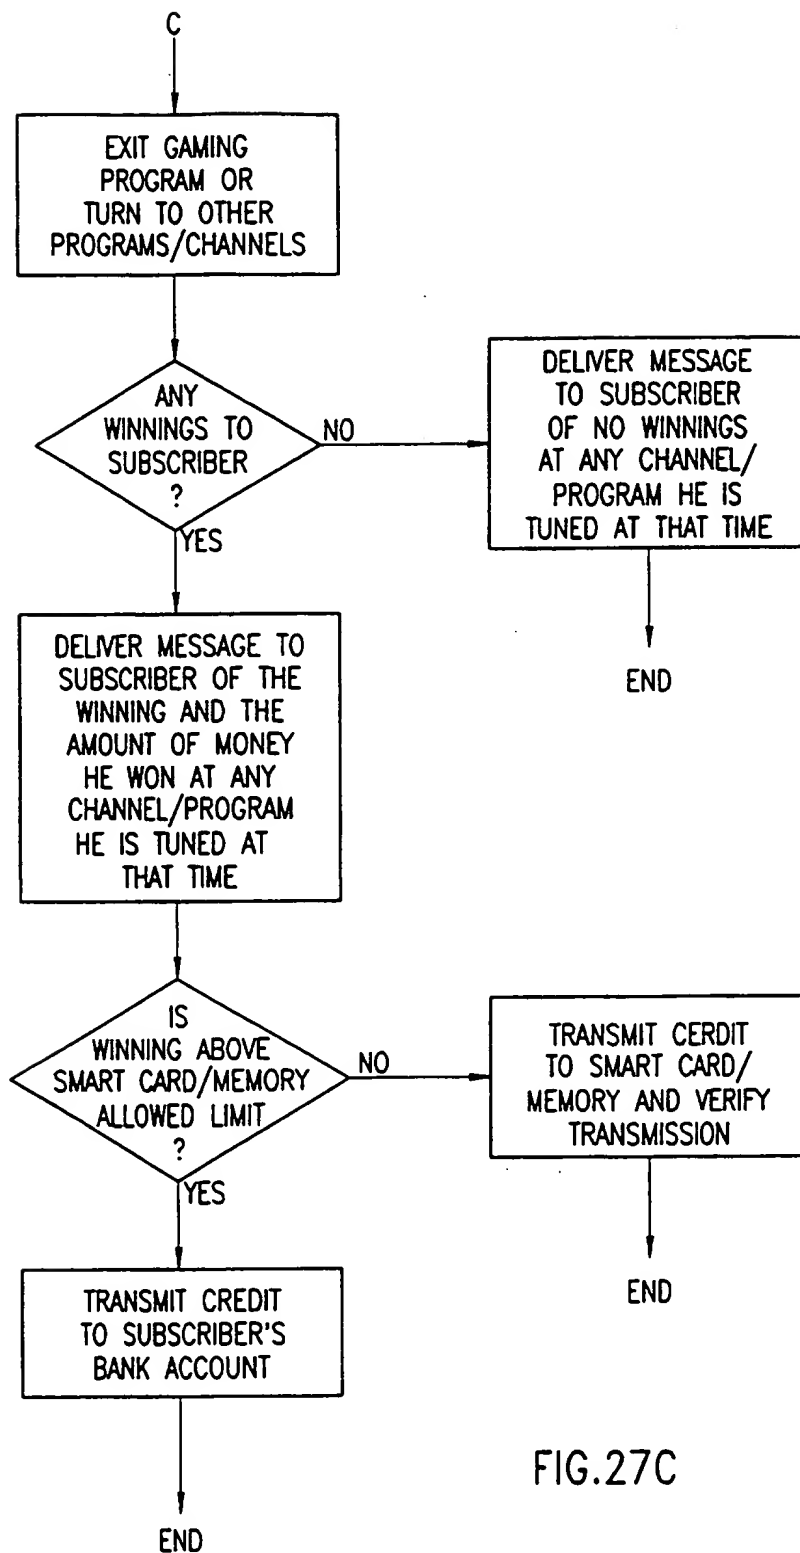 C
EXIT GAMING
PROGRAM OR
TURN TO OTHER
PROGRAMS/CHANNELS
ANY
WINNINGS TO
SUBSCRIBER
?
NO
DELIVER MESSAGE
TO SUBSCRIBER
OF NO WINNINGS
AT ANY CHANNEL/
PROGRAM HE IS
TUNED AT THAT TIME
END
YES
DELIVER MESSAGE TO
SUBSCRIBER OF THE
WINNING AND THE
AMOUNT OF MONEY
HE WON AT ANY
CHANNEL/PROGRAM
HE IS TUNED AT
THAT TIME
IS
WINNING ABOVE
SMART CARD/MEMORY
ALLOWED LIMIT
?
NO
TRANSMIT CERDIT
TO SMART CARD/
MEMORY AND VERIFY
TRANSMISSION
END
YES
TRANSMIT CREDIT
TO SUBSCRIBER'S
BANK ACCOUNT
END
FIG.27C